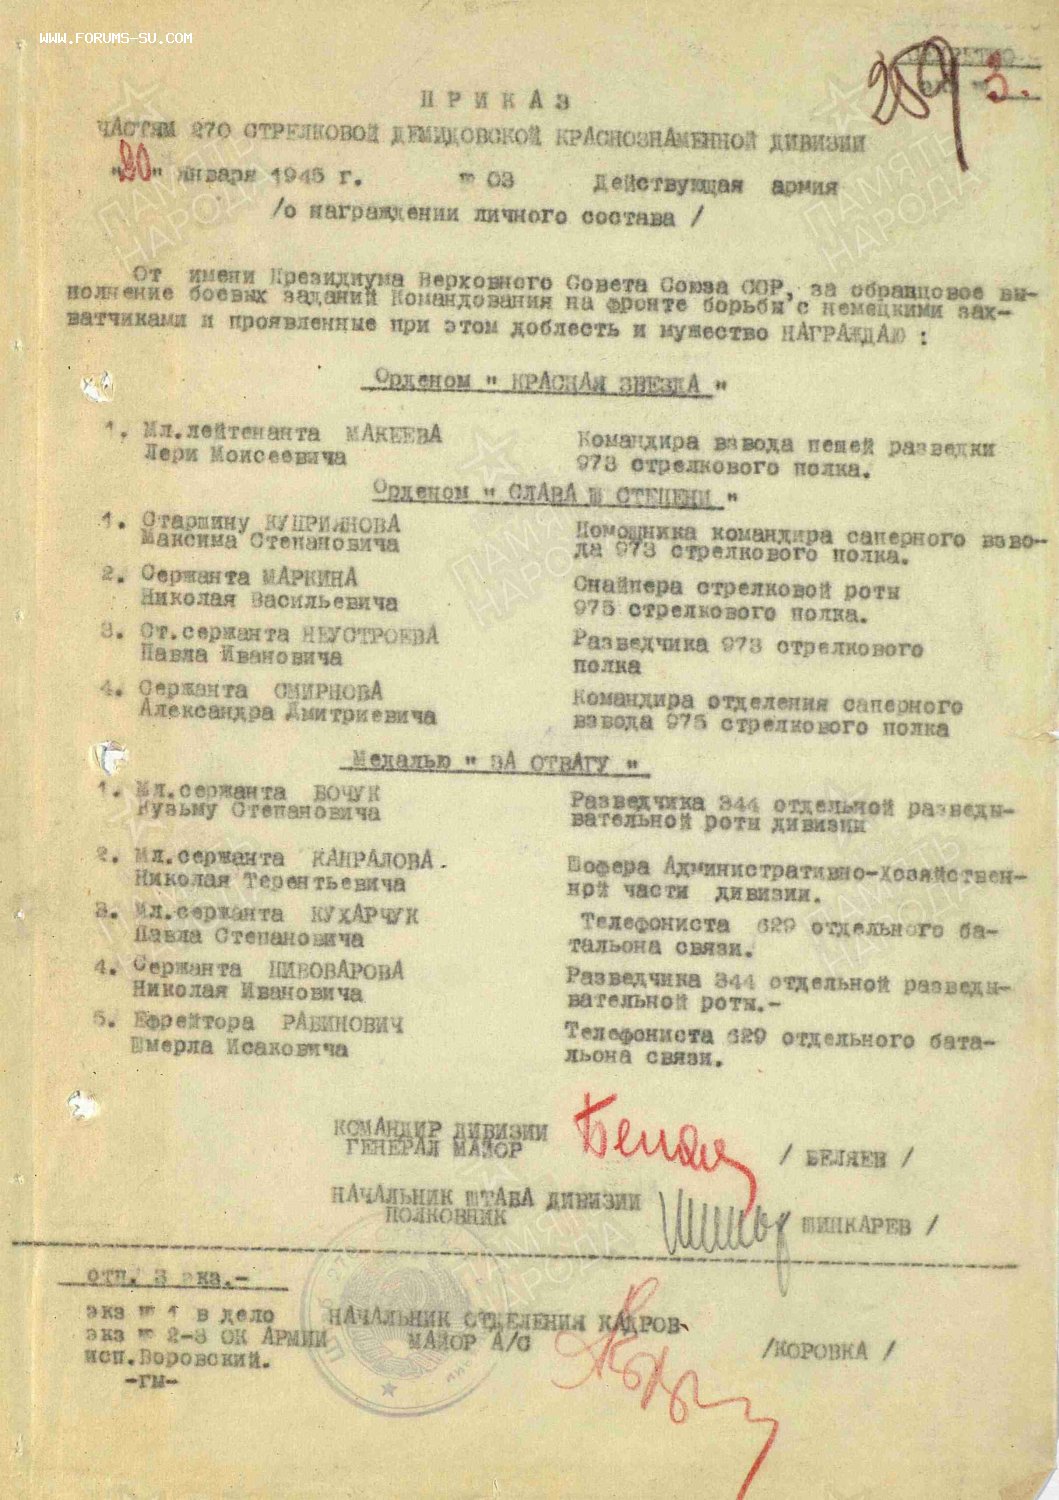 WWW.FORUMS-SU.COM
3.
ПРИКАЗ
ЧАСТЯМ 270 СТРЕЛКОВОЙ ДЕМИДОВСКОЙ КРАСНОЗНАМЕННОЙ ДИВИЗИИ
"20" января 1945 г. № 03 Действующая армия
/о награждении личного состава /
От имени Президиума Верховного Совета Союза ССР, за образцовое вы-
полнение боевых заданий Командования на фронте борьбы с немецкими зах-
ватчиками и проявленные при этом доблесть и мужество НАГРАЖДАЮ :
Орденом " КРАСНАЯ ЗВЕЗДА "
1. Мл.лейтенанта МАКЕЕВА Командира взвода пешей разведки
Лери Моисеевича 973 стрелкового полка.
Орденом " СЛАВА Ш СТЕПЕНИ "
1. Старшину КУПРИЯНОВА Помощника командира саперного взво-
Максима Степановича да 973 стрелкового полка.
2. Сержанта МАРКИНА Снайпера стрелковой роты
Николая Васильевича 975 стрелкового полка.
3. Ст.сержанта НЕУСТРОЕВА Разведчика 973 стрелкового
Павла Ивановича полка
4. Сержанта СМИРНОВА Командира отделения саперного
Александра Дмитриевича взвода 975 стрелкового полка
Медалью " ЗА ОТВАГУ "
1. Мл.сержанта БОЧУК Разведчика 344 отдельной разведы-
Кузьму Степановича вательной роты дивизии
2. Мл.сержанта КАПРАЛОВА. Шофера Административно-хозяйствен-
Николая Терентьевича ной части дивизии.
3. Мл.сержанта КУХАРЧУК Телефониста 629 отдельного ба-
Павла Степановича тальона связи.
4. Сержанта ПИВОВАРОВА Разведчика 344 отдельной разведы-
Николая Ивановича вательной роты.-
5. Ефрейтора РАБИНОВИЧ Телефониста 629 отдельного бата-
Шмерла Исаковича льона связи.
КОМАНДИР ДИВИЗИИ
ГЕНЕРАЛ МАЙОР / БЕЛЯЕВ /
НАЧАЛЬНИК ШТАБА ДИВИЗИИ
ПОЛКОВНИК ШИНКАРЕВ /
отп. 3 экз.-
экз № 1 в дело НАЧАЛЬНИК ОТДЕЛЕНИЯ КАДРОВ
экз № 2-3 ОК АРМИИ МАЙОР А/С /КОРОВКА /
исп.Боровский.
-гм-
ПАМЯТЬ НАРОДА